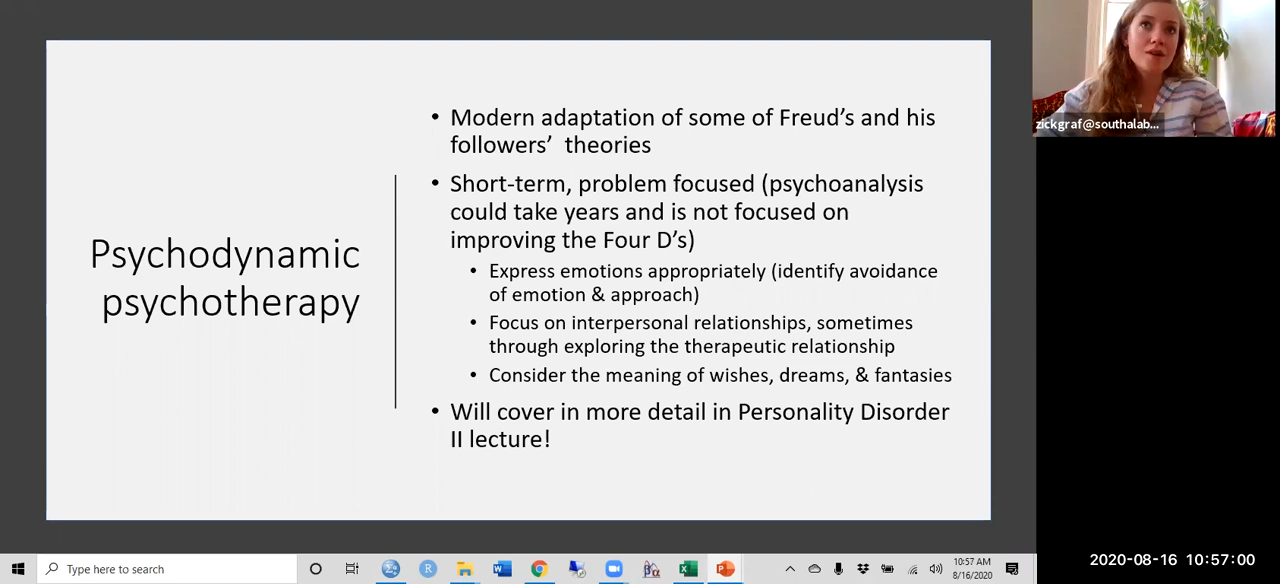 Psychodynamic
psychotherapy
• Modern adaptation of some of Freud’s and his
followers’ theories
• Short-term, problem focused (psychoanalysis
could take years and is not focused on
improving the Four D’s)
• Express emotions appropriately (identify avoidance
of emotion & approach)
• Focus on interpersonal relationships, sometimes
through exploring the therapeutic relationship
• Consider the meaning of wishes, dreams, & fantasies
• Will cover in more detail in Personality Disorder
II lecture!
zickgraf@southalab...
Type here to search
10:57 AM
8/16/2020
2020-08-16 10:57:00